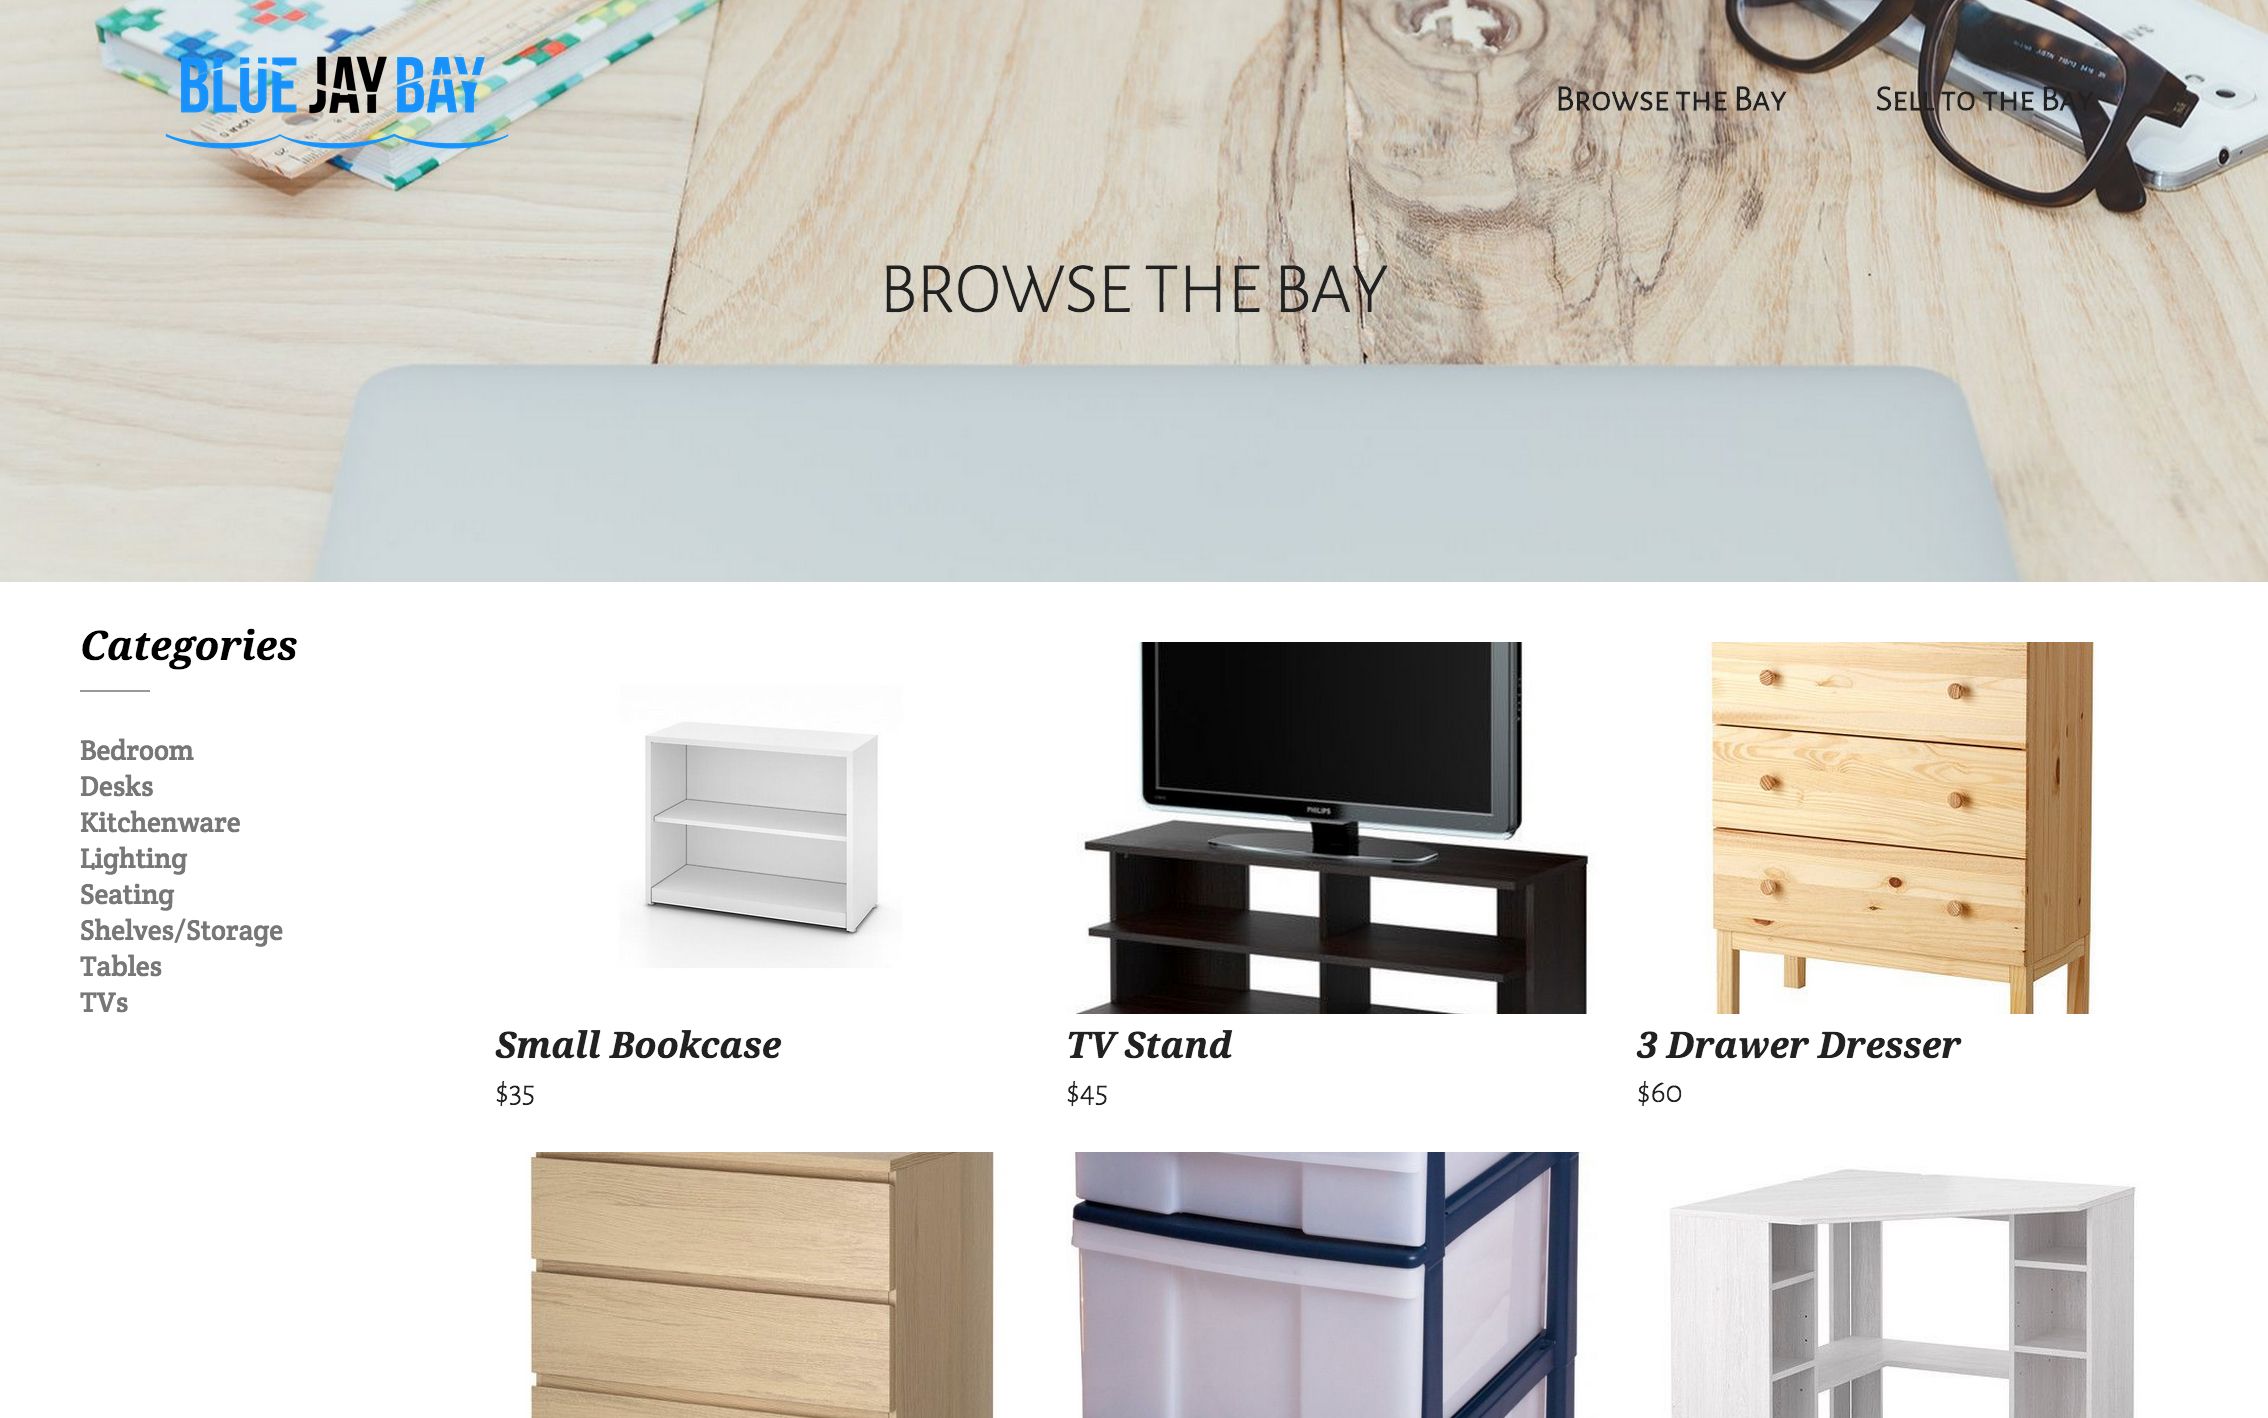 BLUE JAY BAY
Browse the Bay
Sell to the Bay
BROWSE THE BAY
Categories
Bedroom
Desks
Kitchenware
Lighting
Seating
Shelves/Storage
Tables
TVs
PHILIPS
Small Bookcase
TV Stand
3 Drawer Dresser
$35
$45
$60